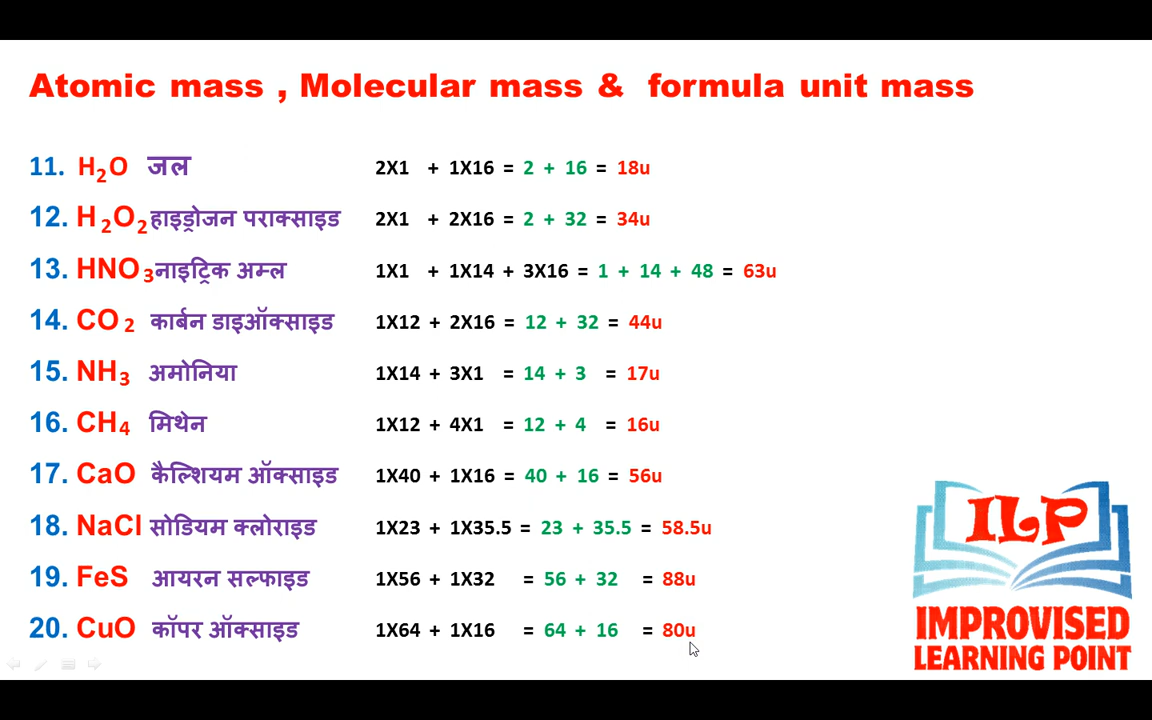 Atomic mass , Molecular mass & formula unit mass
11. H₂O जल 2X1 + 1X16 = 2 + 16 = 18u
12. H₂O₂ हाइड्रोजन पराक्साइड 2X1 + 2X16 = 2 + 32 = 34u
13. HNO₃ नाइट्रिक अम्ल 1X1 + 1X14 + 3X16 = 1 + 14 + 48 = 63u
14. CO₂ कार्बन डाइऑक्साइड 1X12 + 2X16 = 12 + 32 = 44u
15. NH₃ अमोनिया 1X14 + 3X1 = 14 + 3 = 17u
16. CH₄ मिथेन 1X12 + 4X1 = 12 + 4 = 16u
17. CaO कैल्शियम ऑक्साइड 1X40 + 1X16 = 40 + 16 = 56u
18. NaCl सोडियम क्लोराइड 1X23 + 1X35.5 = 23 + 35.5 = 58.5u
19. FeS आयरन सल्फाइड 1X56 + 1X32 = 56 + 32 = 88u
20. CuO कॉपर ऑक्साइड 1X64 + 1X16 = 64 + 16 = 80u
ILP
IMPROVISED
LEARNING POINT